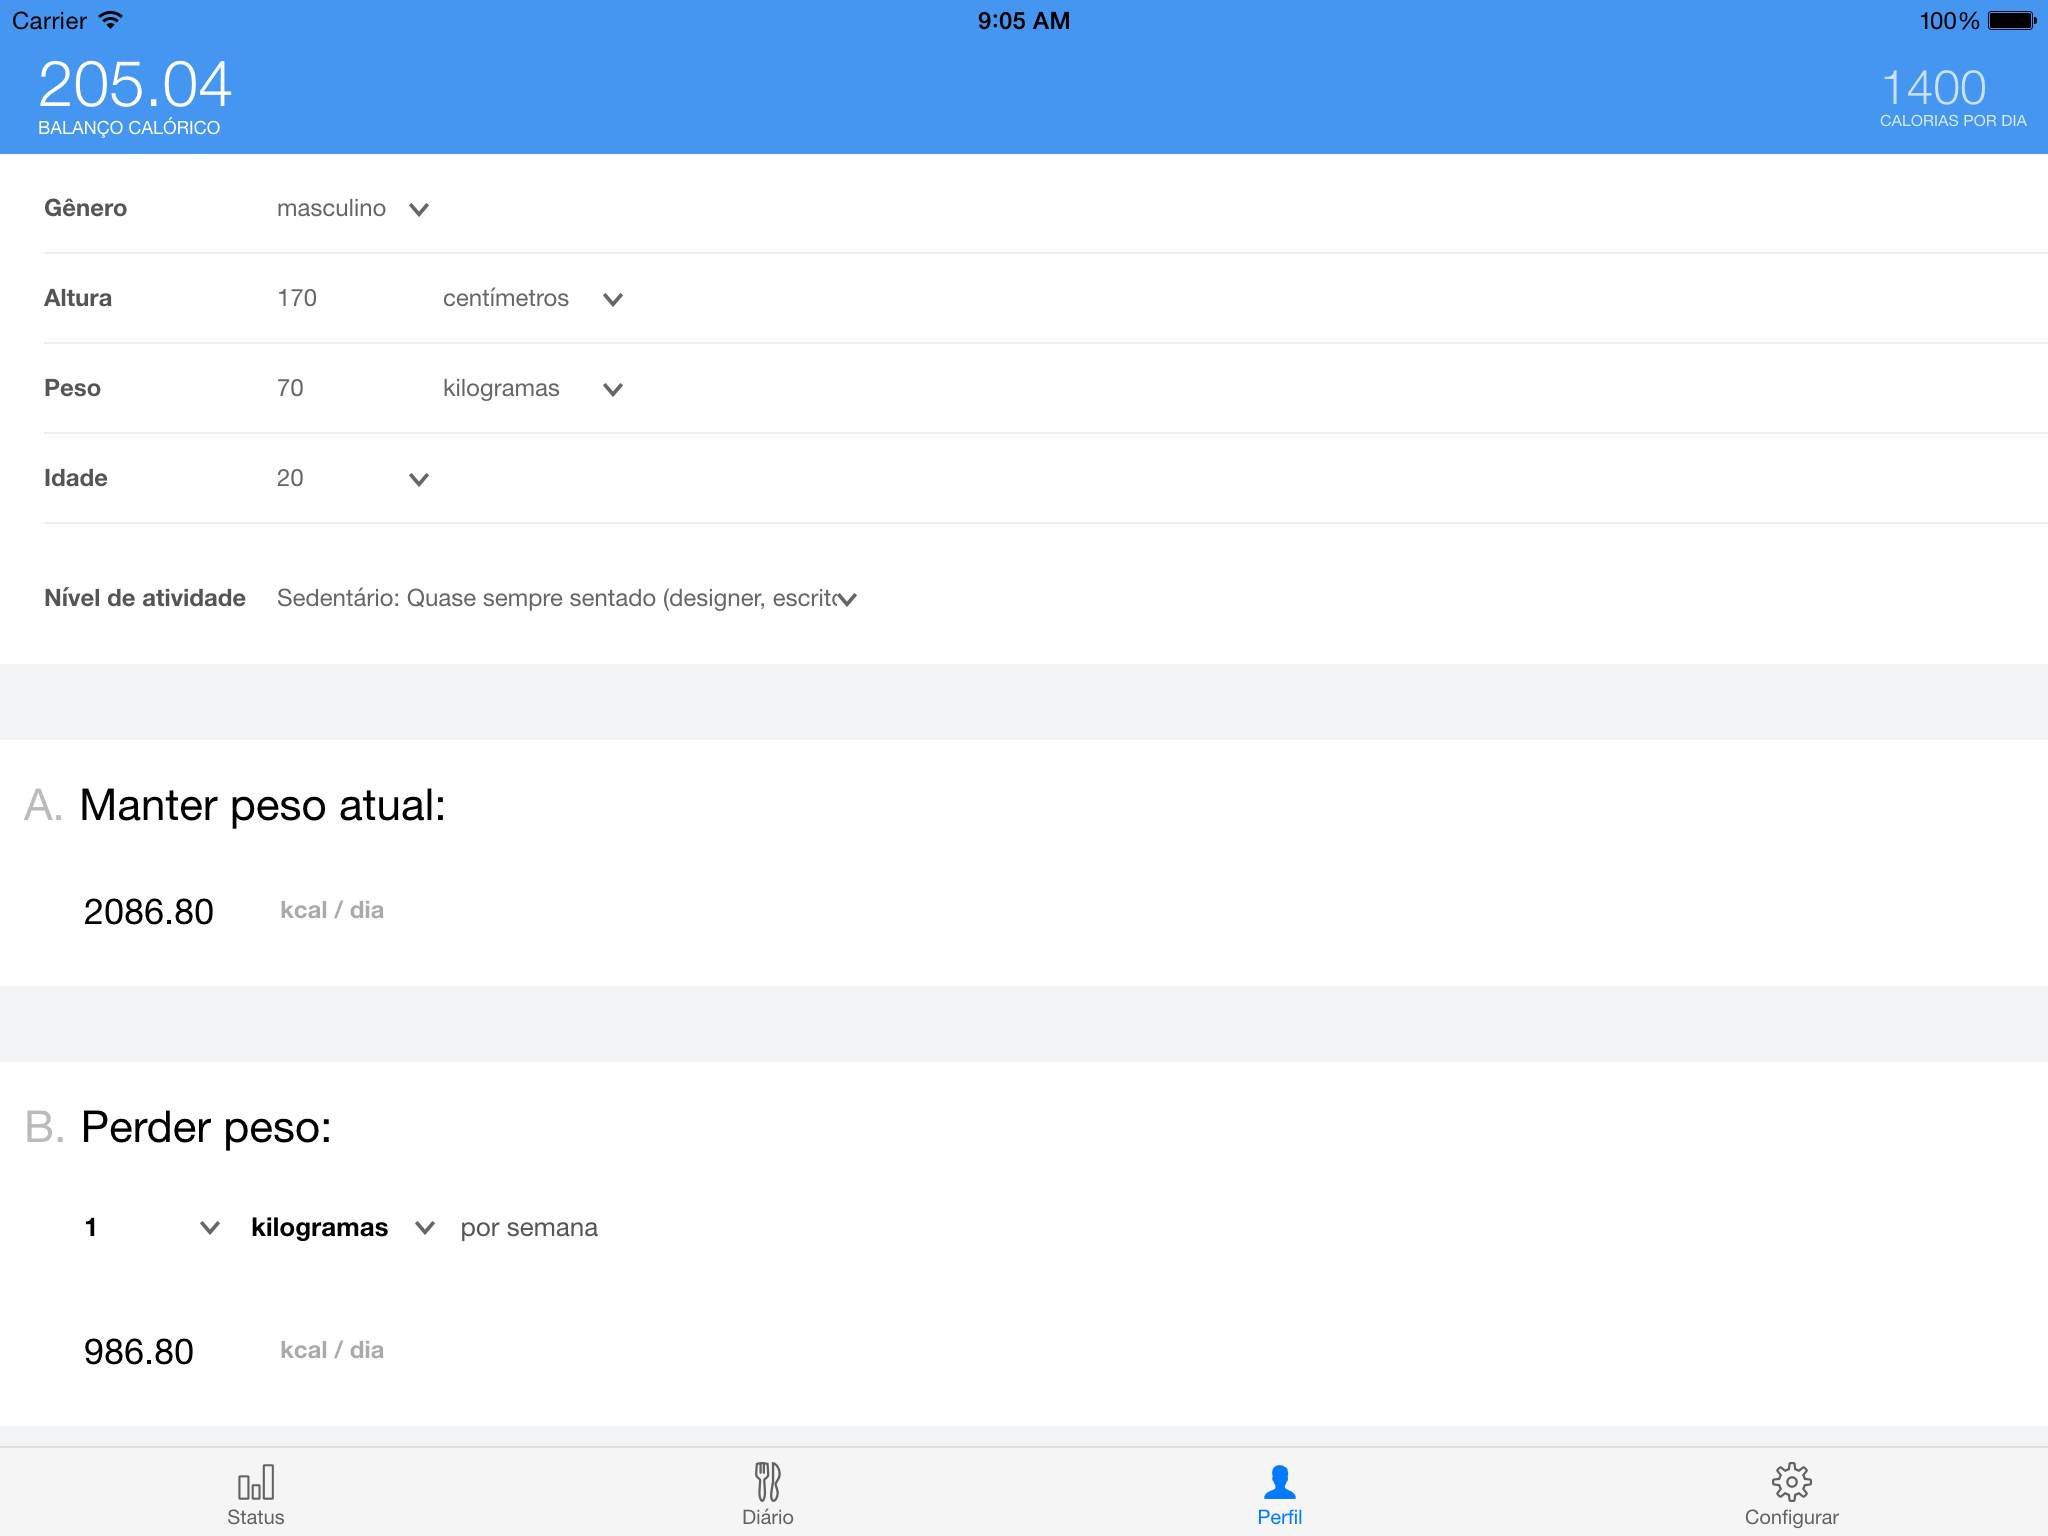 Carrier 9:05 AM 100%
205.04 1400
BALANÇO CALÓRICO CALORIAS POR DIA
Gênero masculino
Altura 170 centímetros
Peso 70 kilogramas
Idade 20
Nível de atividade Sedentário: Quase sempre sentado (designer, escrito
A. Manter peso atual:
2086.80 kcal / dia
B. Perder peso:
1 kilogramas por semana
986.80 kcal / dia
Status Diário Perfil Configurar